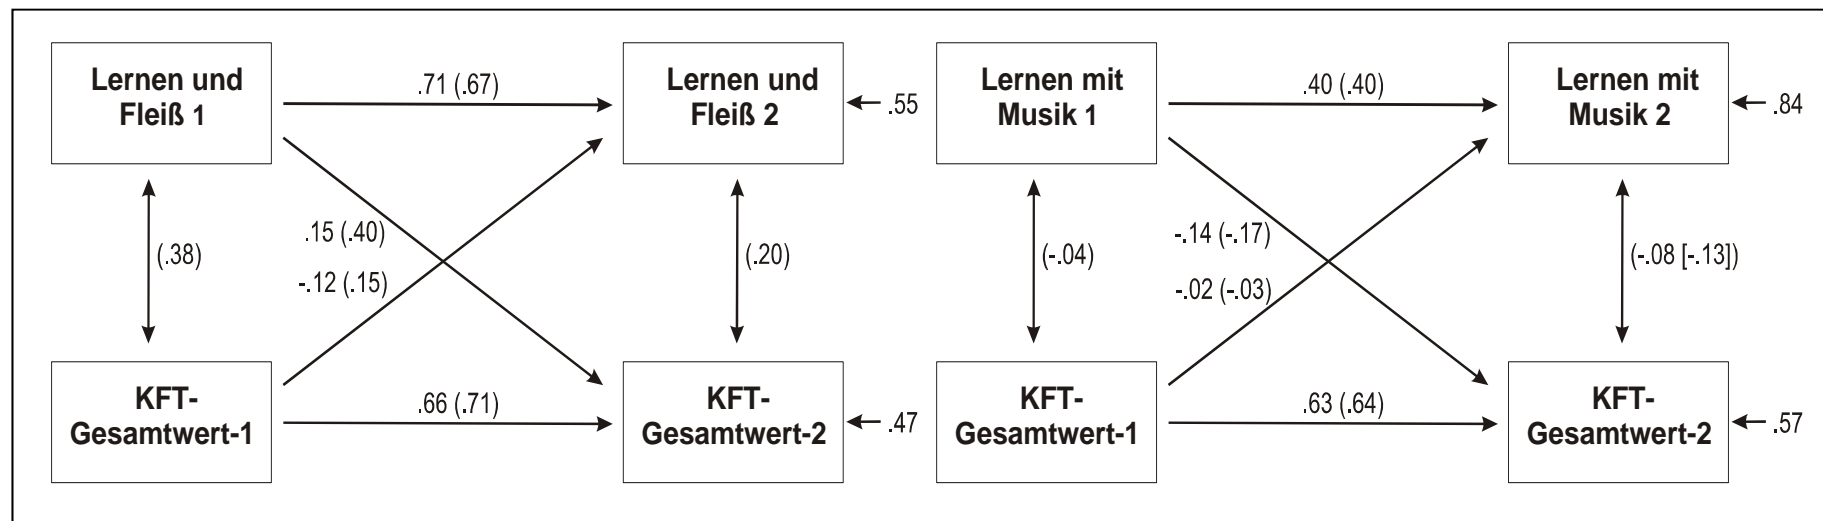 Lernen und
Fleiß 1
.71 (.67)
Lernen und
Fleiß 2
.55
(.38)
.15 (.40)
-.12 (.15)
(.20)
KFT-
Gesamtwert-1
.66 (.71)
KFT-
Gesamtwert-2
.47
Lernen mit
Musik 1
.40 (.40)
Lernen mit
Musik 2
.84
(-.04)
-.14 (-.17)
-.02 (-.03)
(-.08 [-.13])
KFT-
Gesamtwert-1
.63 (.64)
KFT-
Gesamtwert-2
.57